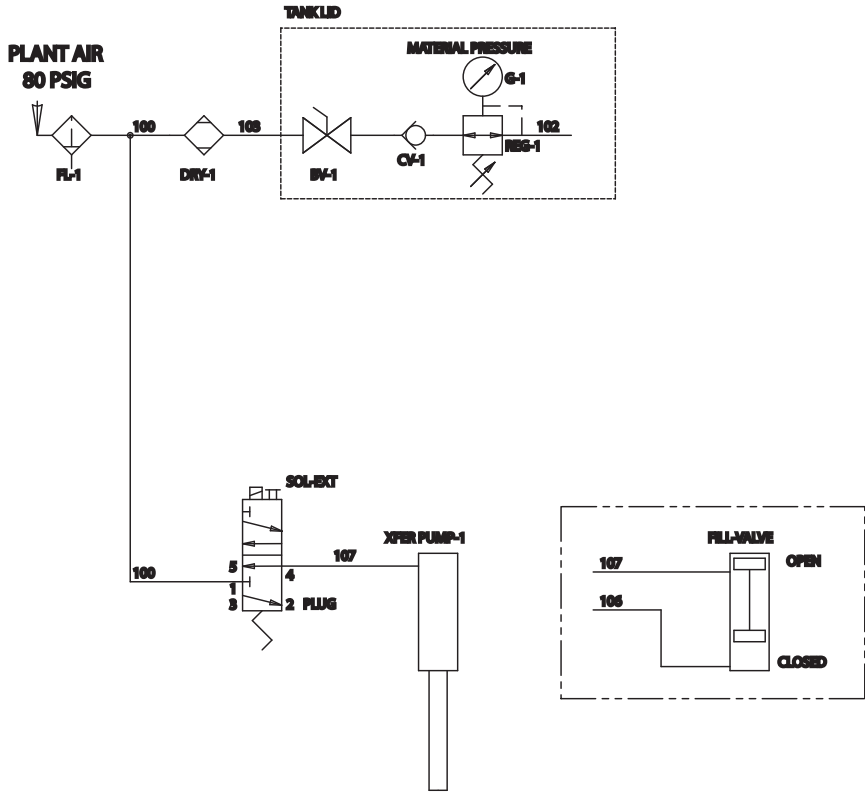 TANK LID
PLANT AIR
80 PSIG
MATERIAL PRESSURE
G-1
100
103
102
FL-1
DRY-1
BV-1
CV-1
REG-1
SOL-EXT
XFER PUMP-1
FILL-VALVE
107
107
OPEN
5
4
100
1
3
2 PLUG
106
CLOSED